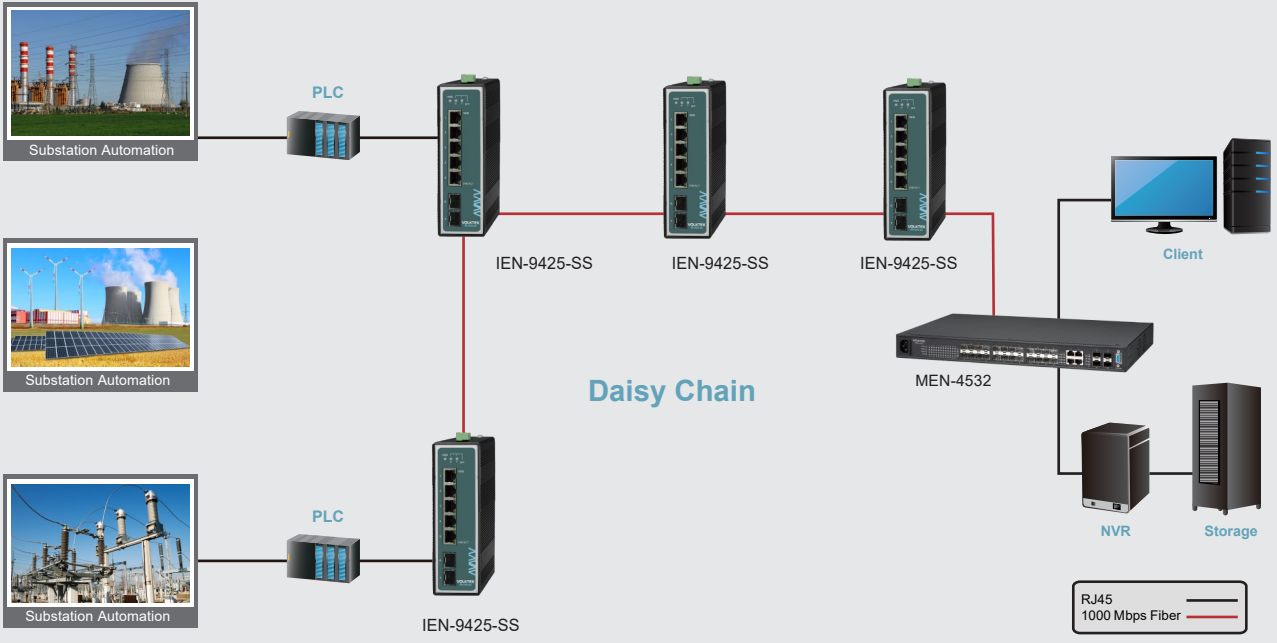 PLC
Substation Automation
IEN-9425-SS
IEN-9425-SS
IEN-9425-SS
Client
Substation Automation
Daisy Chain
MEN-4532
PLC
NVR
Storage
Substation Automation
IEN-9425-SS
RJ45
1000 Mbps Fiber